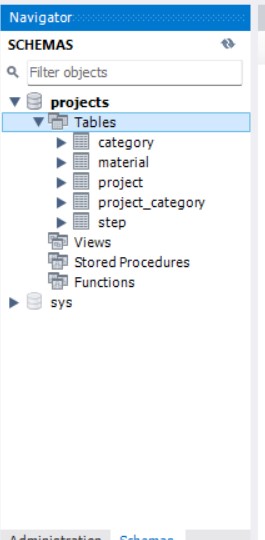 Navigator
SCHEMAS
Filter objects
projects
Tables
category
material
project
project_category
step
Views
Stored Procedures
Functions
sys
Administration Schemas